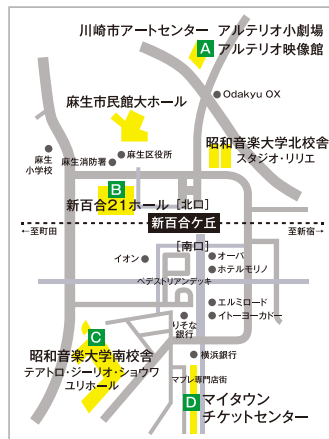 川崎市アートセンター アルテリオ小劇場
A アルテリオ映像館
Odakyu OX
麻生市民館大ホール
昭和音楽大学北校舎
スタジオ・リリエ
麻生
小学校
麻生区役所
麻生消防署
B
新百合21ホール
[北口]
新百合ケ丘
←至町田
至新宿→
[南口]
イオン
オーパ
ホテルモリノ
ペデストリアンデッキ
エルミロード
イトーヨーカドー
りそな
銀行
C
昭和音楽大学南校舎
テアトロ・ジーリオ・ショウワ
ユリホール
横浜銀行
マプレ専門店街
D マイタウン
チケットセンター